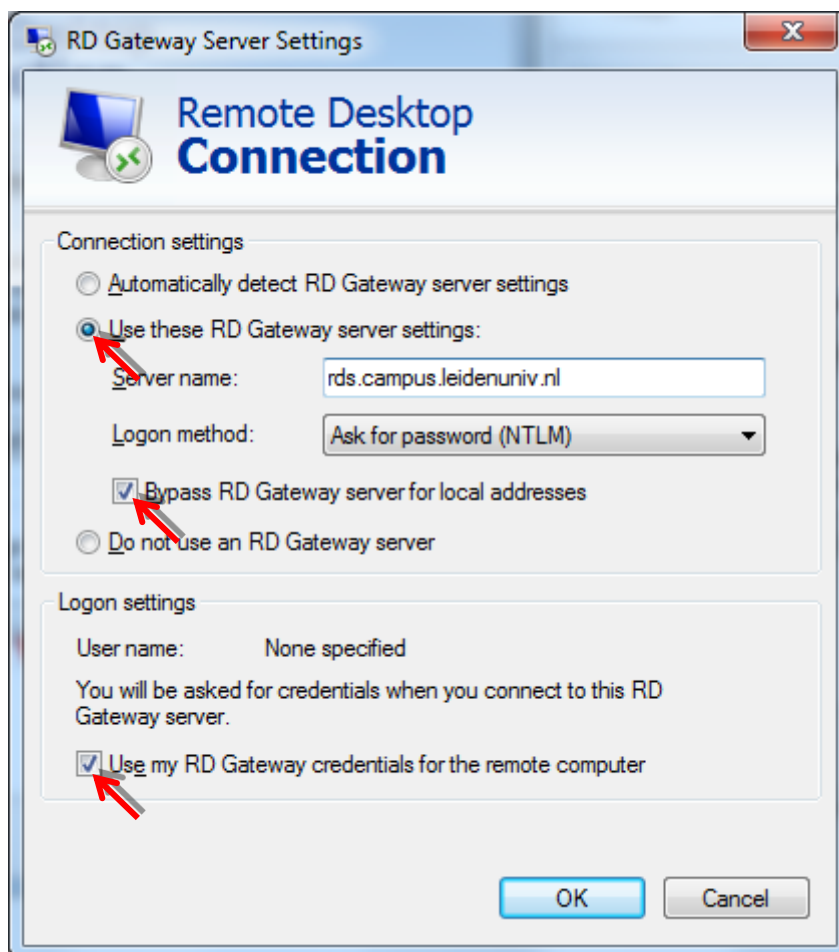 RD Gateway Server Settings
Remote Desktop
Connection
Connection settings
Automatically detect RD Gateway server settings
Use these RD Gateway server settings:
Server name: rds.campus.leidenuniv.nl
Logon method: Ask for password (NTLM)
Bypass RD Gateway server for local addresses
Do not use an RD Gateway server
Logon settings
User name: None specified
You will be asked for credentials when you connect to this RD
Gateway server.
Use my RD Gateway credentials for the remote computer
OK Cancel